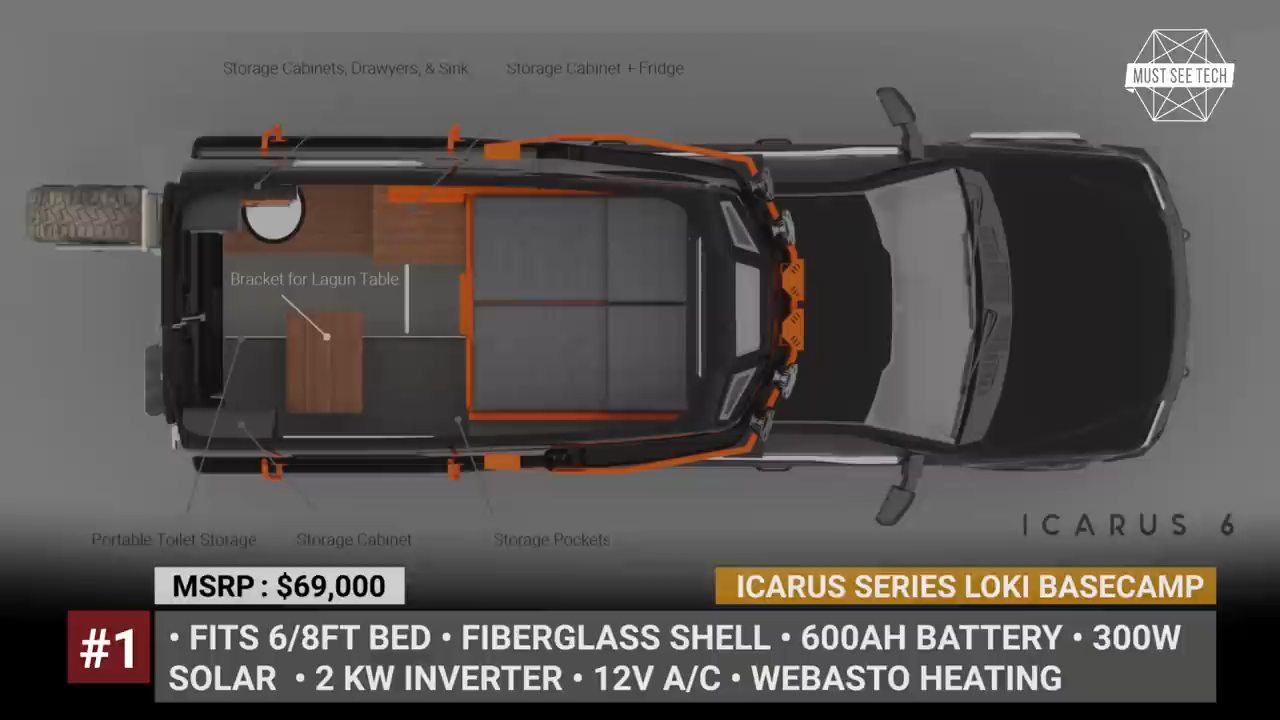 MUST SEE TECH
Storage Cabinets, Drawyers, & Sink
Storage Cabinet + Fridge
Bracket for Lagun Table
ICARUS 6
Portable Toilet Storage
Storage Cabinet
Storage Pockets
MSRP : $69,000
ICARUS SERIES LOKI BASECAMP
#1
• FITS 6/8FT BED • FIBERGLASS SHELL • 600AH BATTERY • 300W
SOLAR • 2 KW INVERTER • 12V A/C • WEBASTO HEATING